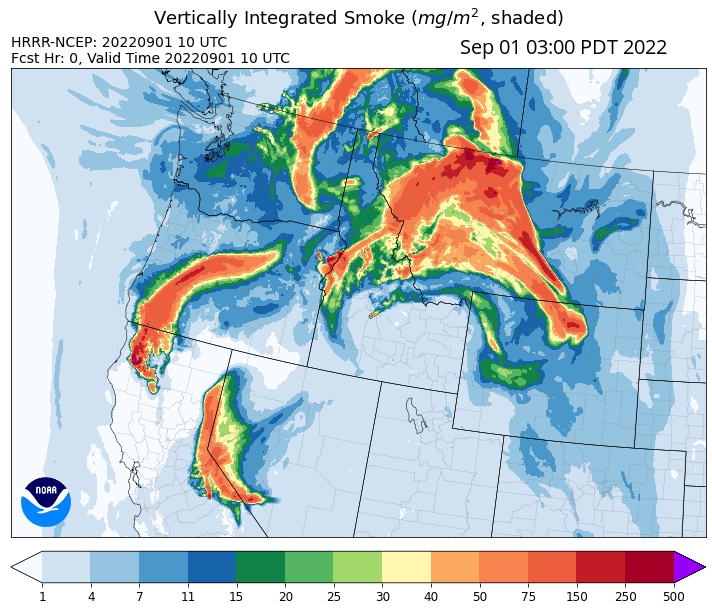 Vertically Integrated Smoke (mg/m², shaded)
HRRR-NCEP: 20220901 10 UTC
Fcst Hr: 0, Valid Time 20220901 10 UTC
Sep 01 03:00 PDT 2022
NOAA
1 4 7 11 15 20 25 30 40 50 75 150 250 500